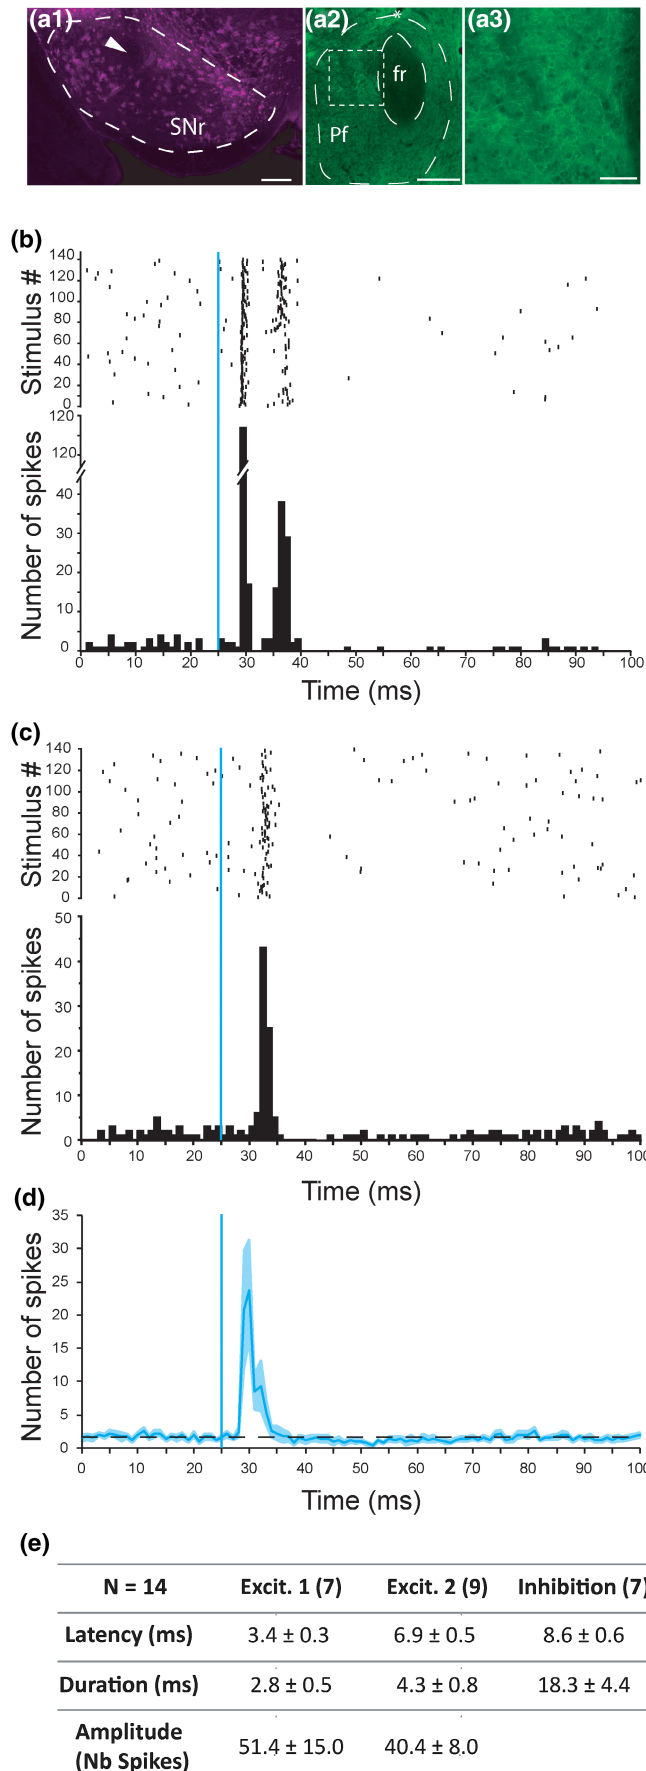 (a1)
SNr
(a2)
*
fr
Pf
(a3)
(b)
Stimulus #
140
120
100
80
60
40
20
0
Number of spikes
120
120
40
30
20
10
0
0 10 20 30 40 50 60 70 80 90 100
Time (ms)
(c)
Stimulus #
140
120
100
80
60
40
20
0
Number of spikes
50
40
30
20
10
0
0 10 20 30 40 50 60 70 80 90 100
Time (ms)
(d)
Number of spikes
35
30
25
20
15
10
5
0
0 10 20 30 40 50 60 70 80 90 100
Time (ms)
(e)
N = 14 Excit. 1 (7) Excit. 2 (9) Inhibition (7)
Latency (ms) 3.4 ± 0.3 6.9 ± 0.5 8.6 ± 0.6
Duration (ms) 2.8 ± 0.5 4.3 ± 0.8 18.3 ± 4.4
Amplitude
(Nb Spikes) 51.4 ± 15.0 40.4 ± 8.0